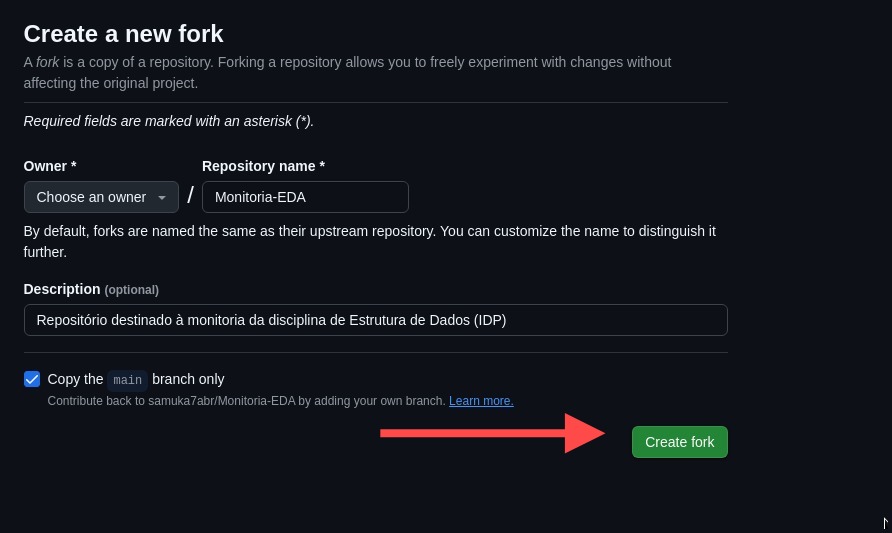 Create a new fork
A fork is a copy of a repository. Forking a repository allows you to freely experiment with changes without
affecting the original project.
Required fields are marked with an asterisk (*).
Owner * Repository name *
Choose an owner / Monitoria-EDA
By default, forks are named the same as their upstream repository. You can customize the name to distinguish it
further.
Description (optional)
Repositório destinado à monitoria da disciplina de Estrutura de Dados (IDP)
Copy the main branch only
Contribute back to samuka7abr/Monitoria-EDA by adding your own branch. Learn more.
Create fork